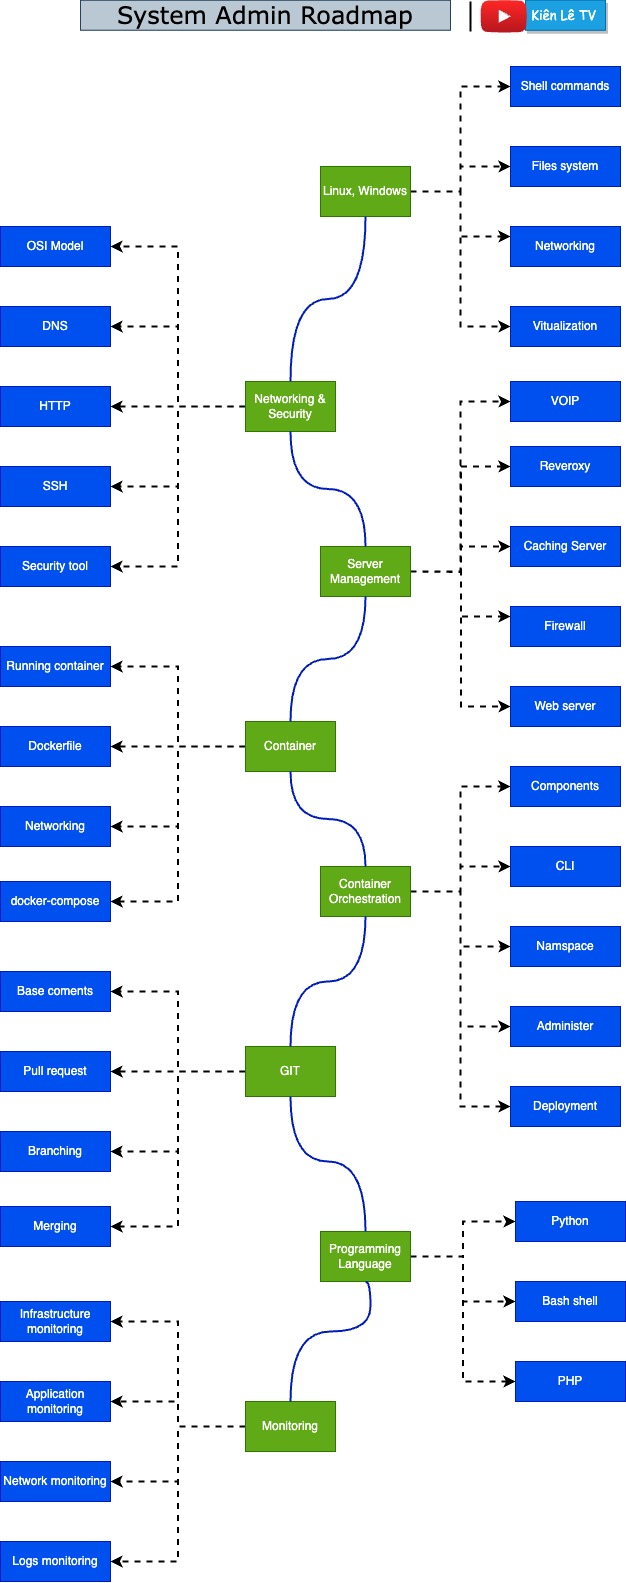 System Admin Roadmap
Kiên Lê TV
Linux, Windows
Shell commands
Files system
Networking
Vitualization
Networking &
Security
OSI Model
DNS
HTTP
SSH
Security tool
Server
Management
VOIP
Reveroxy
Caching Server
Firewall
Web server
Container
Running container
Dockerfile
Networking
docker-compose
Container
Orchestration
Components
CLI
Namspace
Administer
Deployment
GIT
Base coments
Pull request
Branching
Merging
Programming
Language
Python
Bash shell
PHP
Monitoring
Infrastructure
monitoring
Application
monitoring
Network monitoring
Logs monitoring